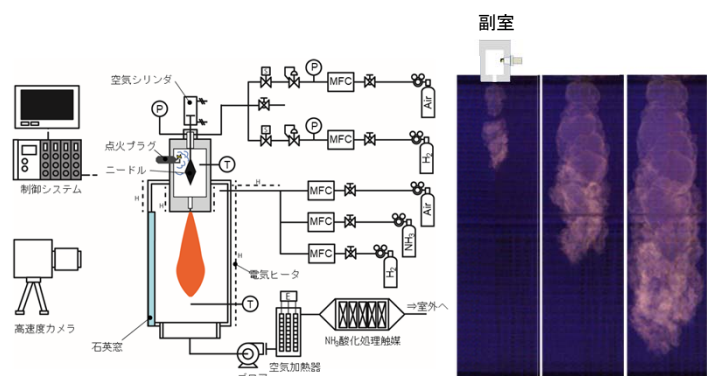 副室
空気シリンダ
P
P
MFC
Air
点火プラグ
ニードル
T
P
MFC
H2
制御システム
H
H
H
MFC
Air
MFC
NH3
H
MFC
H2
電気ヒータ
T
高速度カメラ
石英窓
E
⇒室外へ
NH3酸化処理触媒
空気加熱器
ブロア